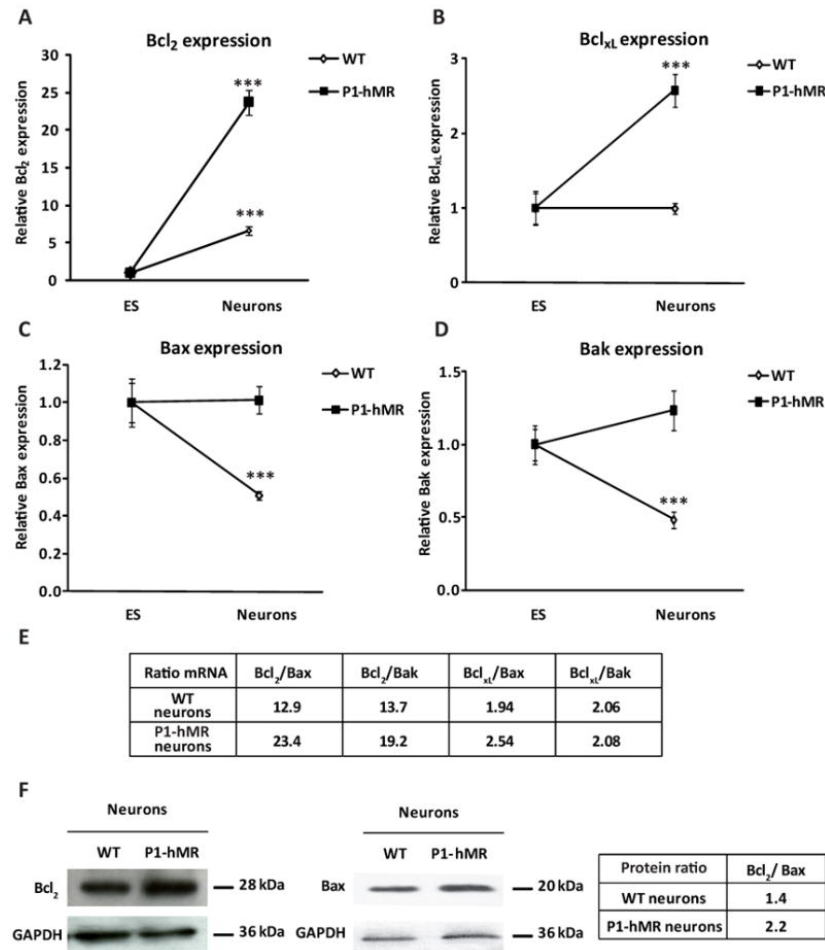 A
Bcl2 expression
Relative Bcl2 expression
30
25
20
15
10
5
0
***
***
ES Neurons
WT
P1-hMR
B
BclxL expression
Relative BclxL expression
3
2
1
0
***
ES Neurons
WT
P1-hMR
C
Bax expression
Relative Bax expression
1.2
1.0
0.8
0.6
0.4
0.2
0.0
***
ES Neurons
WT
P1-hMR
D
Bak expression
Relative Bak expression
1.5
1.0
0.5
0.0
***
ES Neurons
WT
P1-hMR
E
Ratio mRNA Bcl2/Bax Bcl2/Bak BclxL/Bax BclxL/Bak
WT neurons 12.9 13.7 1.94 2.06
P1-hMR neurons 23.4 19.2 2.54 2.08
F
Neurons
WT P1-hMR
Bcl2 28 kDa
GAPDH 36 kDa
Neurons
WT P1-hMR
Bax 20 kDa
GAPDH 36 kDa
Protein ratio Bcl2/ Bax
WT neurons 1.4
P1-hMR neurons 2.2